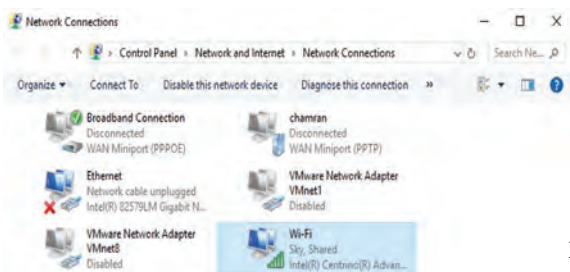 Network Connections
Control Panel > Network and Internet > Network Connections
Search Ne...
Organize
Connect To
Disable this network device
Diagnose this connection
»
Broadband Connection
Disconnected
WAN Miniport (PPPOE)
chamran
Disconnected
WAN Miniport (PPTP)
Ethernet
Network cable unplugged
Intel(R) 82579LM Gigabit N...
VMware Network Adapter
VMnet1
Disabled
VMware Network Adapter
VMnet8
Disabled
Wi-Fi
Sky, Shared
Intel(R) Centrino(R) Advan...